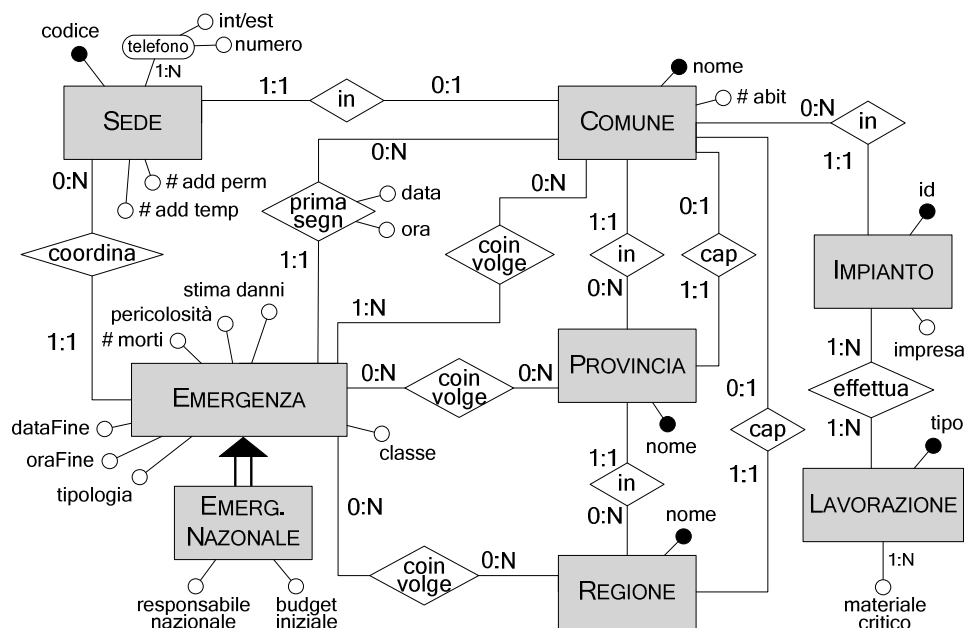 int/est
codice
telefono
numero
1:N
nome
SEDE
1:1
in
0:1
COMUNE
# abit
0:N
in
0:N
# add perm
# add temp
0:N
prima
segn
data
ora
0:N
1:1
0:1
1:1
id
coordina
1:1
coin
volge
in
cap
IMPIANTO
stima danni
pericolosità
# morti
1:N
0:N
1:1
impresa
1:1
EMERGENZA
0:N
coin
volge
0:N
PROVINCIA
0:1
1:N
effettua
dataFine
oraFine
tipologia
classe
nome
cap
1:N
tipo
1:1
in
1:1
LAVORAZIONE
EMERG.
NAZONALE
0:N
0:N
nome
1:N
coin
volge
0:N
REGIONE
responsabile
nazionale
budget
iniziale
materiale
critico